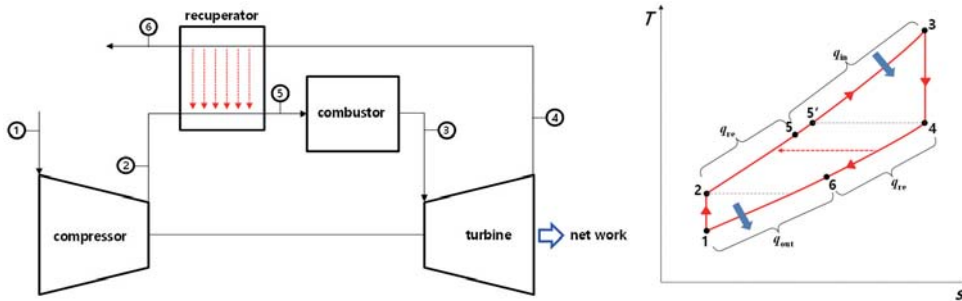 recuperator
⑥
⑤
combustor
①
②
③
④
compressor
turbine
net work
T
3
q_in
5'
5
q_re
4
2
6
q_re
1
q_out
s